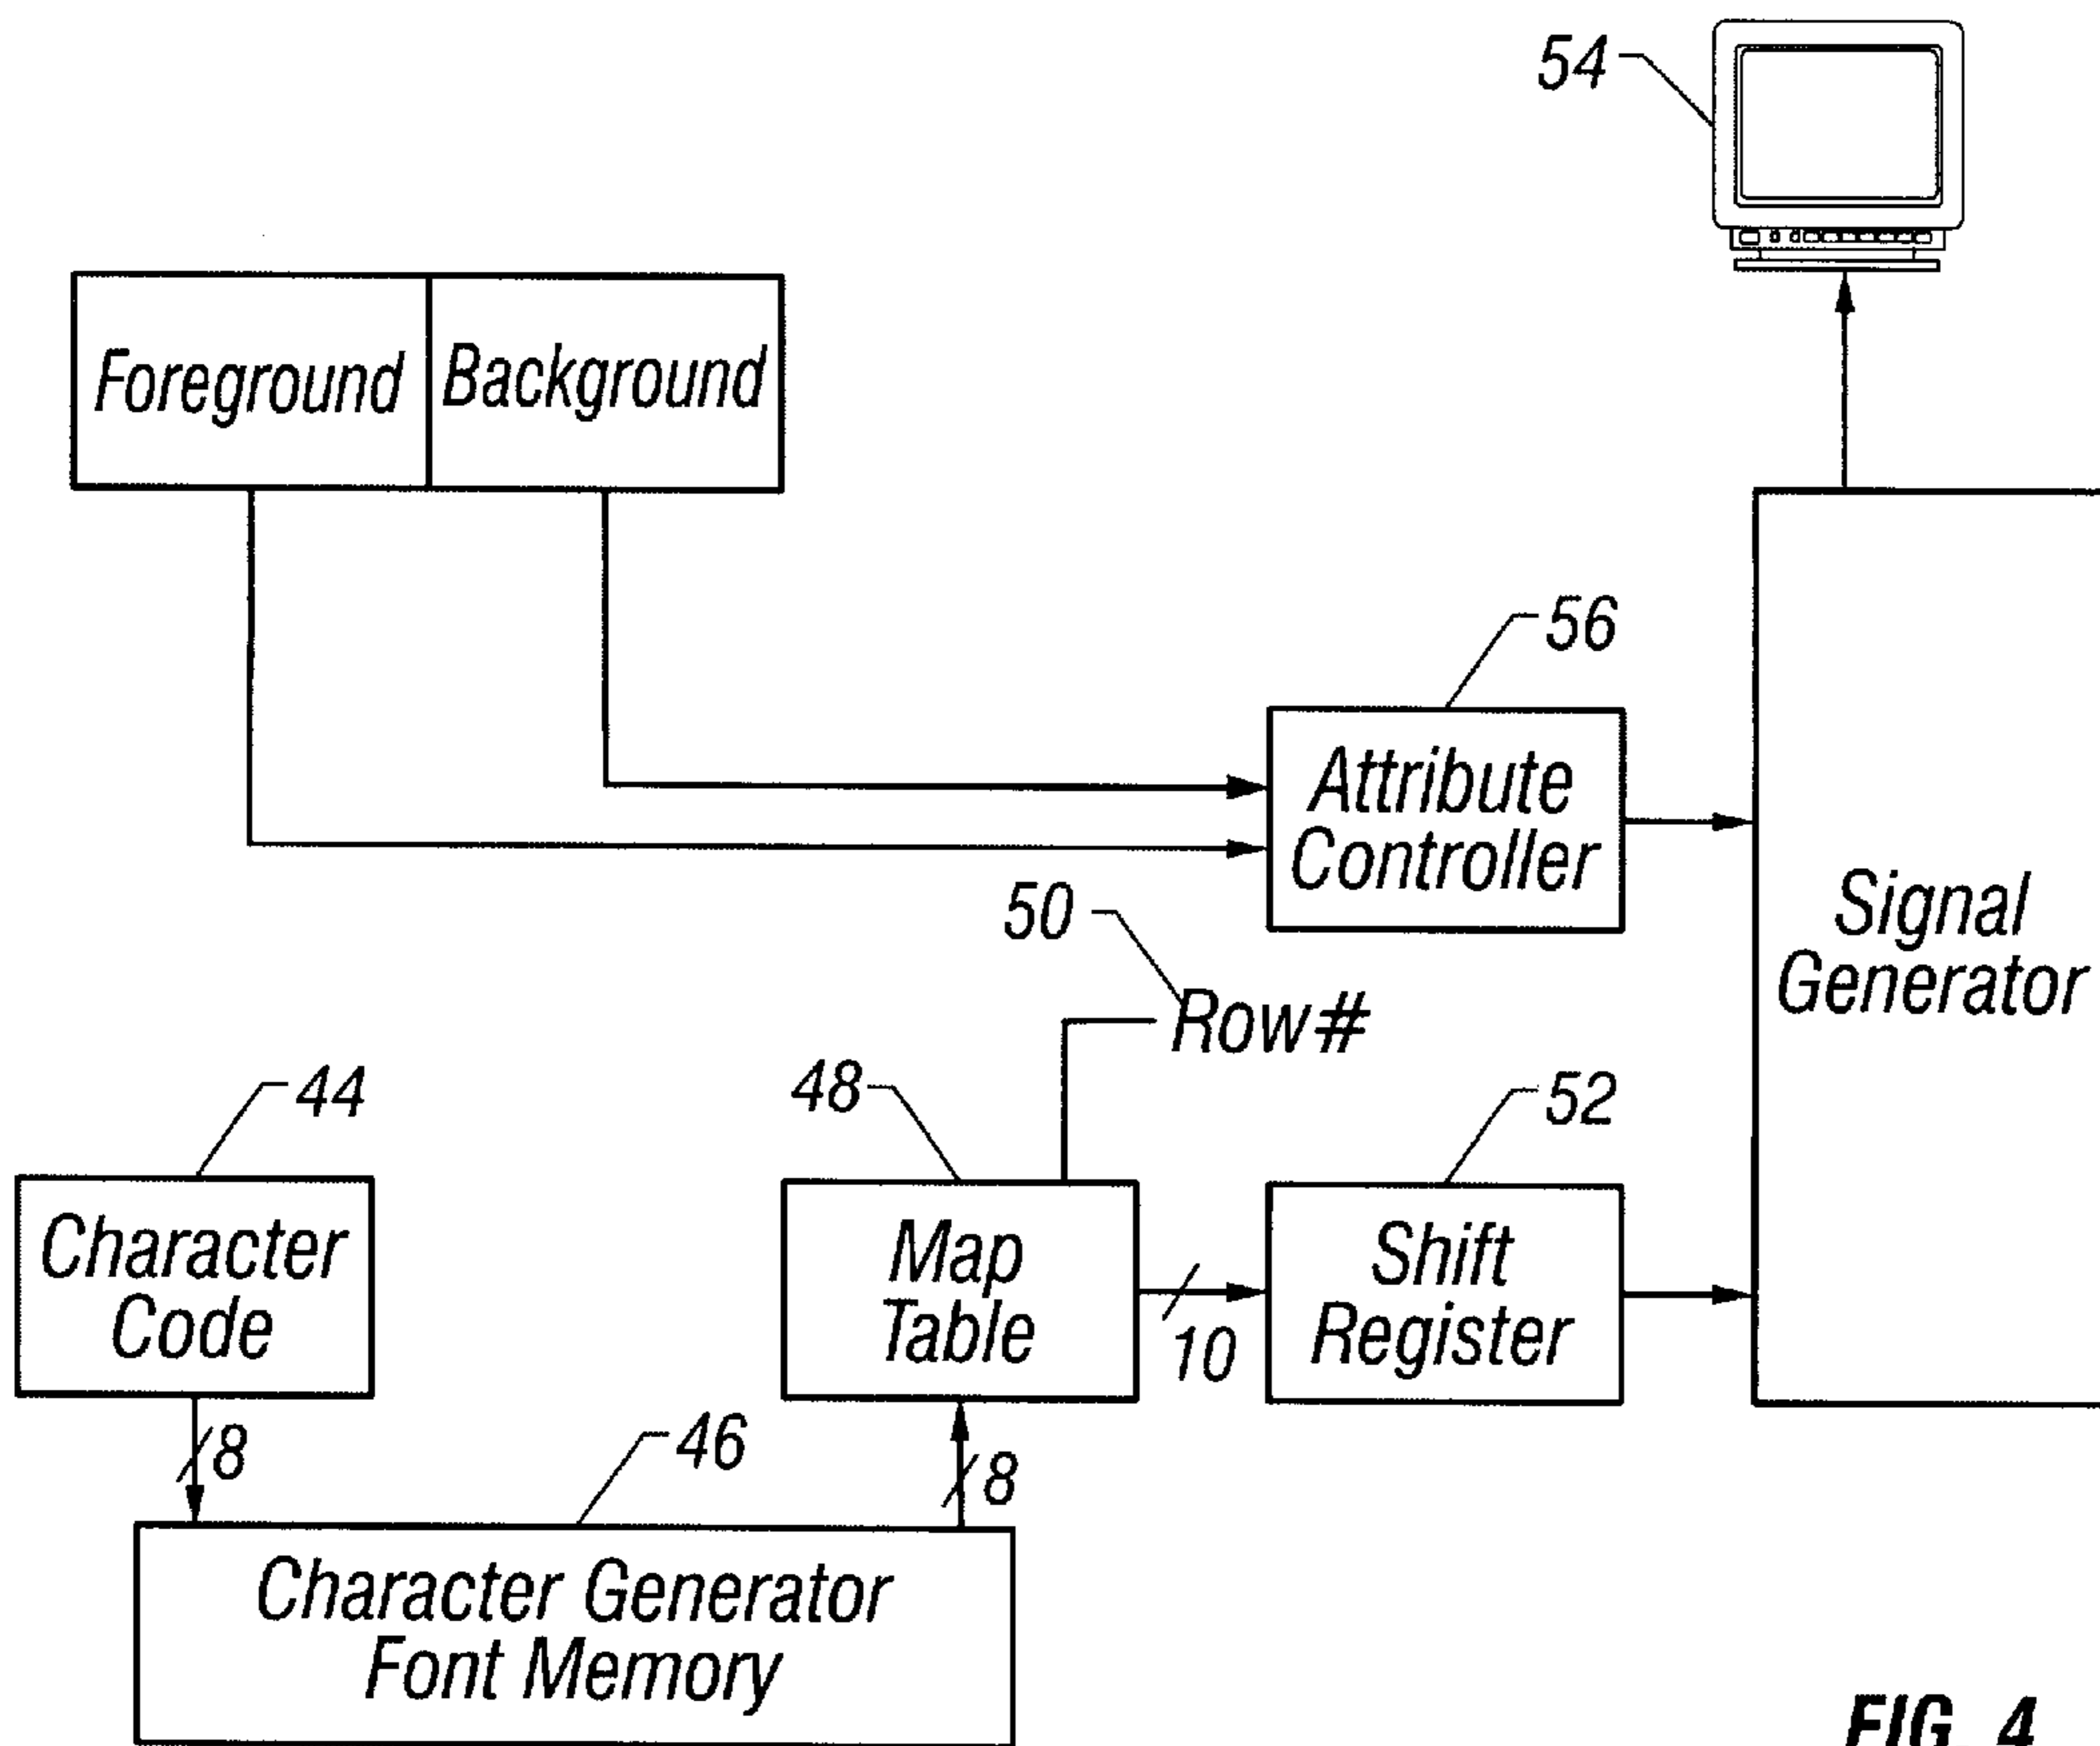 54
Foreground
Background
56
Attribute
Controller
50
Row#
Signal
Generator
44
48
52
Character
Code
Map
Table
Shift
Register
10
8
46
8
Character Generator
Font Memory
FIG. 4